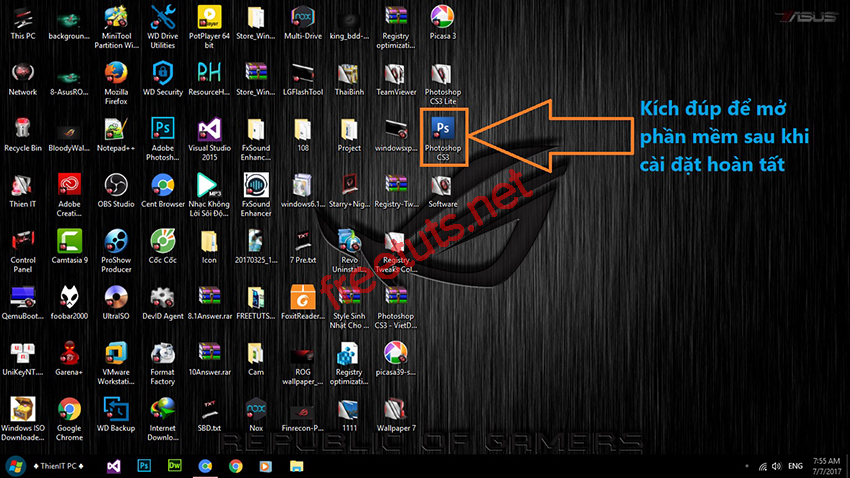 This PC
backgroun...
MiniTool
Partition Wi...
WD Drive
Utilities
PotPlayer 64
bit
Store_Win...
Multi-Drive
king_bdd-...
Registry
optimizati...
Picasa 3
ASUS
Network
8-AsusRO...
Mozilla
Firefox
WD Security
ResourceH...
Store_Win...
LGFlashTool
ThaiBinh
TeamViewer
Photoshop
CS3 Lite
Kích đúp để mở
phần mềm sau khi
cài đặt hoàn tất
Recycle Bin
BloodyWal...
Notepad++
Adobe
Photosh...
Visual Studio
2015
FxSound
Enhanc...
108
Project
windowsxp...
Photoshop
CS3
Thien IT
Adobe
Creati...
OBS Studio
Cent Browser
Nhạc Không
Lời Sôi Độ...
FxSound
Enhancer
windows6.1...
Starry+Nig...
Registry-Tw...
Software
freetuts.net
Control
Panel
Camtasia 9
ProShow
Producer
Cốc Cốc
Icon
20170325_1...
7 Pre.txt
Revo
Uninstal...
Registry
Tweaks Col...
QemuBoot...
foobar2000
UltraISO
DevID Agent
8.1Answer.rar
FREETUTS...
FoxitReader...
Style Sinh
Nhật Cho ...
Photoshop
CS3 - VietD...
UniKeyNT...
Garena+
VMware
Workstati...
Format
Factory
10Answer.rar
Cam
ROG
wallpaper_...
Registry
optimizati...
picasa39-s...
Windows ISO
Downloade...
Google
Chrome
WD Backup
Internet
Downlo...
SBD.txt
Nox
Finrecon-P...
1111
Wallpaper 7
REPUBLIC OF GAMERS
♦ ThienIT PC ♦
ENG
7:55 AM
7/7/2017